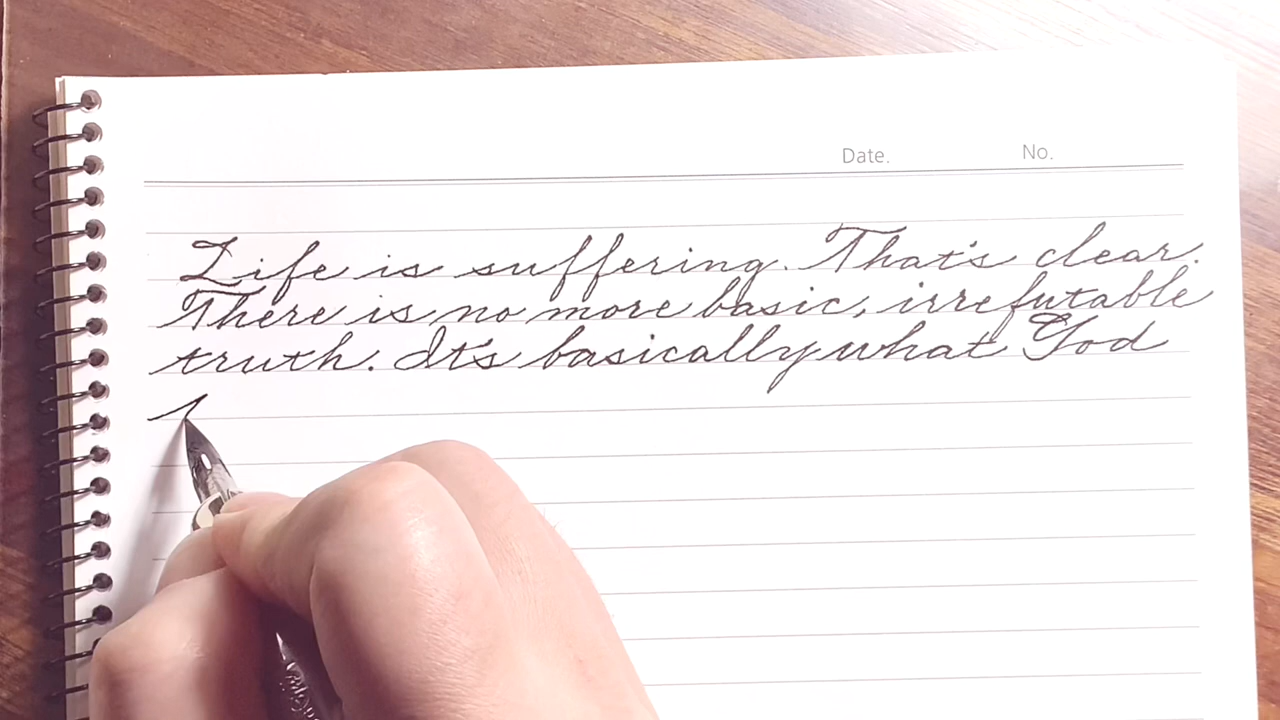 Date. No.
Life is suffering. That's clear.
There is no more basic, irrefutable
truth. It's basically what God